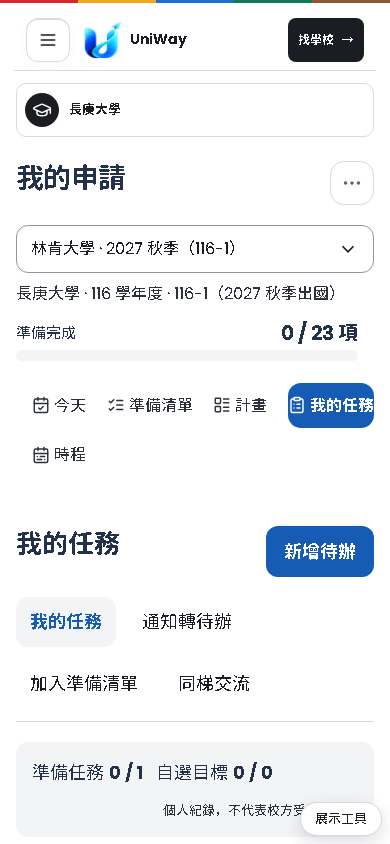 UniWay
找學校 →
長庚大學
我的申請
林肯大學 · 2027 秋季（116-1）
長庚大學 · 116 學年度 · 116-1（2027 秋季出國）
準備完成 0 / 23 項
今天 準備清單 計畫 我的任務
時程
我的任務 新增待辦
我的任務 通知轉待辦
加入準備清單 同梯交流
準備任務 0 / 1 自選目標 0 / 0
個人紀錄，不代表校方受
展示工具